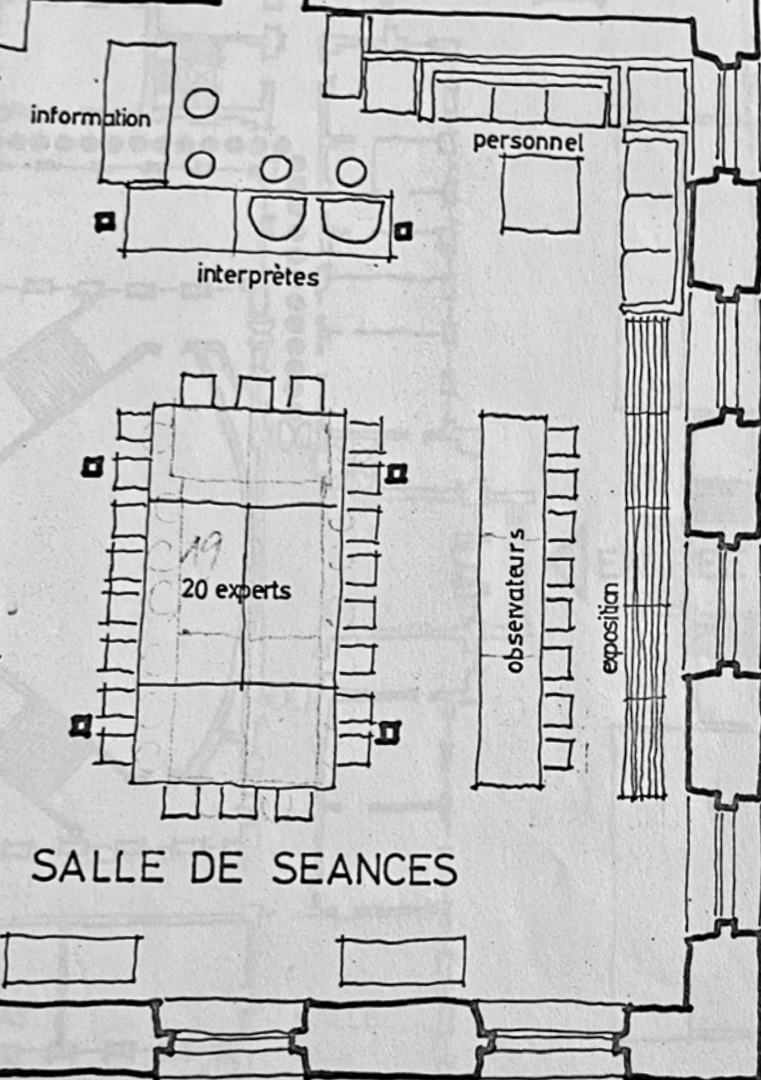 information
personnel
interprètes
19
20 experts
observateurs
exposition
SALLE DE SEANCES